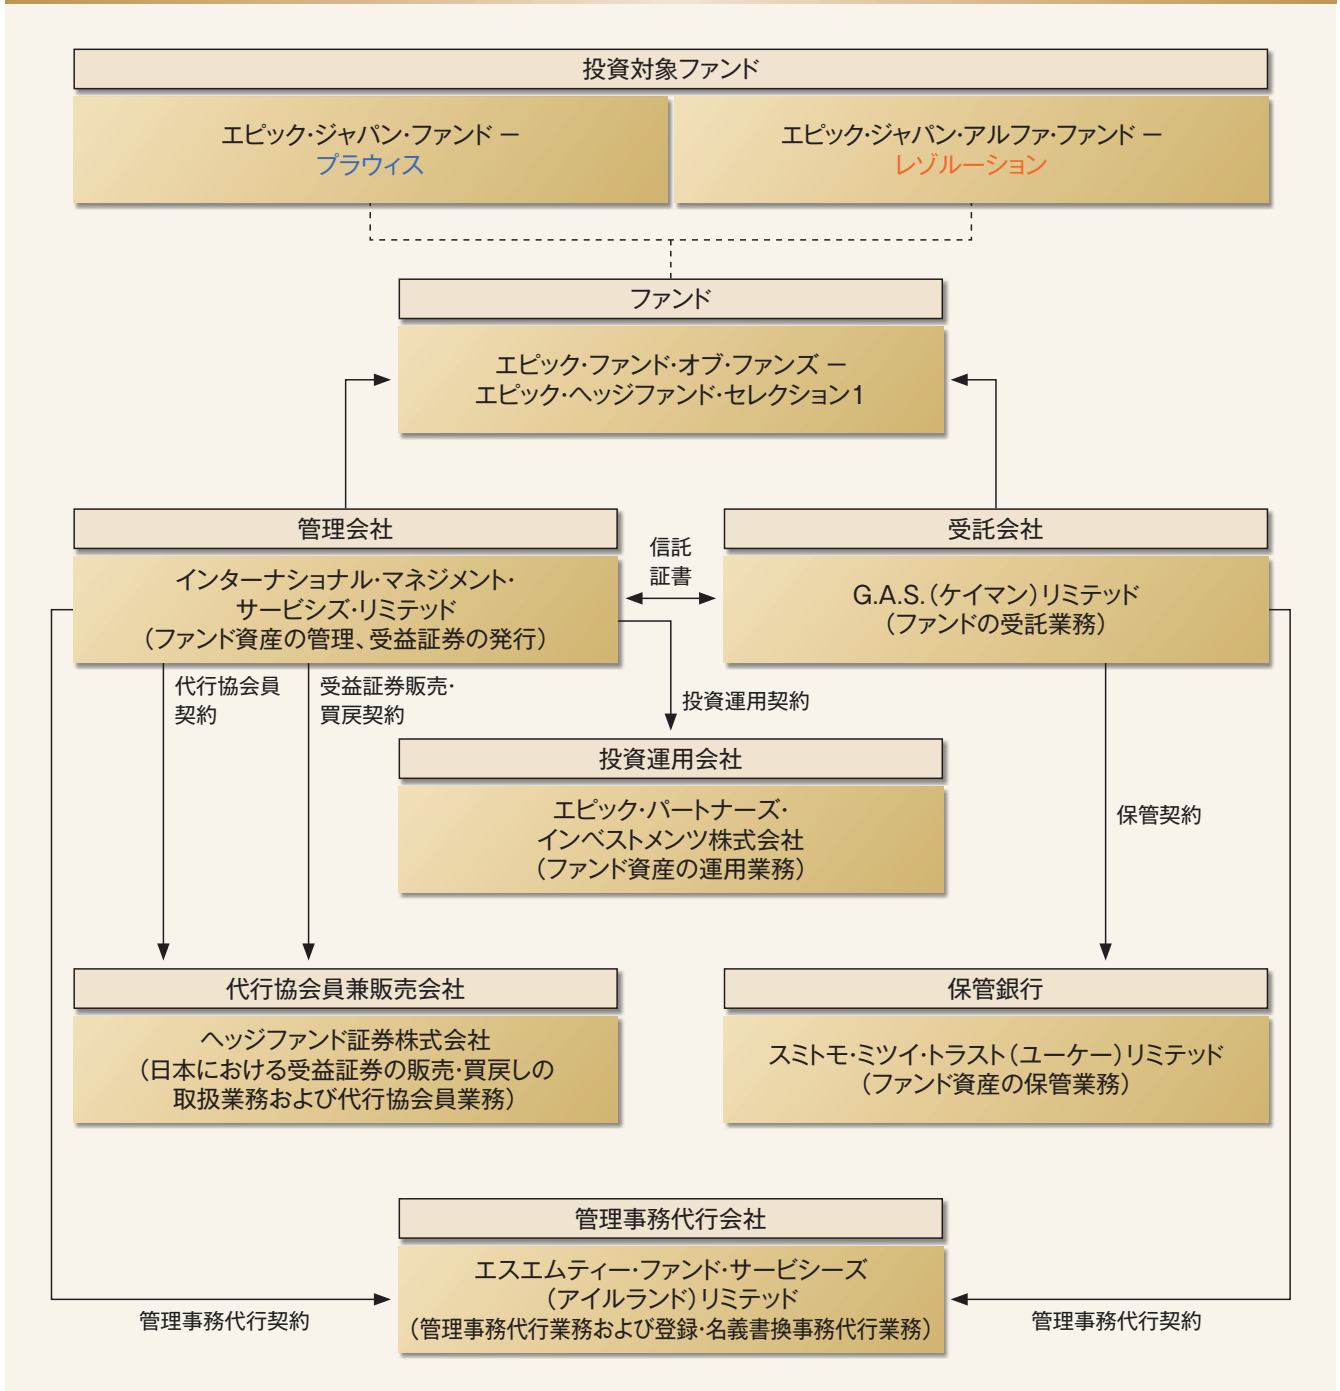 投資対象ファンド
エピック・ジャパン・ファンド －
プラウィス
エピック・ジャパン・アルファ・ファンド －
レゾルーション
ファンド
エピック・ファンド・オブ・ファンズ －
エピック・ヘッジファンド・セレクション1
管理会社
インターナショナル・マネジメント・
サービシズ・リミテッド
（ファンド資産の管理、受益証券の発行）
信託
証書
受託会社
G.A.S.（ケイマン）リミテッド
（ファンドの受託業務）
代行協会員
契約
受益証券販売・
買戻契約
投資運用契約
投資運用会社
エピック・パートナーズ・
インベストメンツ株式会社
（ファンド資産の運用業務）
保管契約
代行協会員兼販売会社
ヘッジファンド証券株式会社
（日本における受益証券の販売・買戻しの
取扱業務および代行協会員業務）
保管銀行
スミトモ・ミツイ・トラスト（ユーケー）リミテッド
（ファンド資産の保管業務）
管理事務代行会社
エスエムティー・ファンド・サービシーズ
（アイルランド）リミテッド
（管理事務代行業務および登録・名義書換事務代行業務）
管理事務代行契約
管理事務代行契約